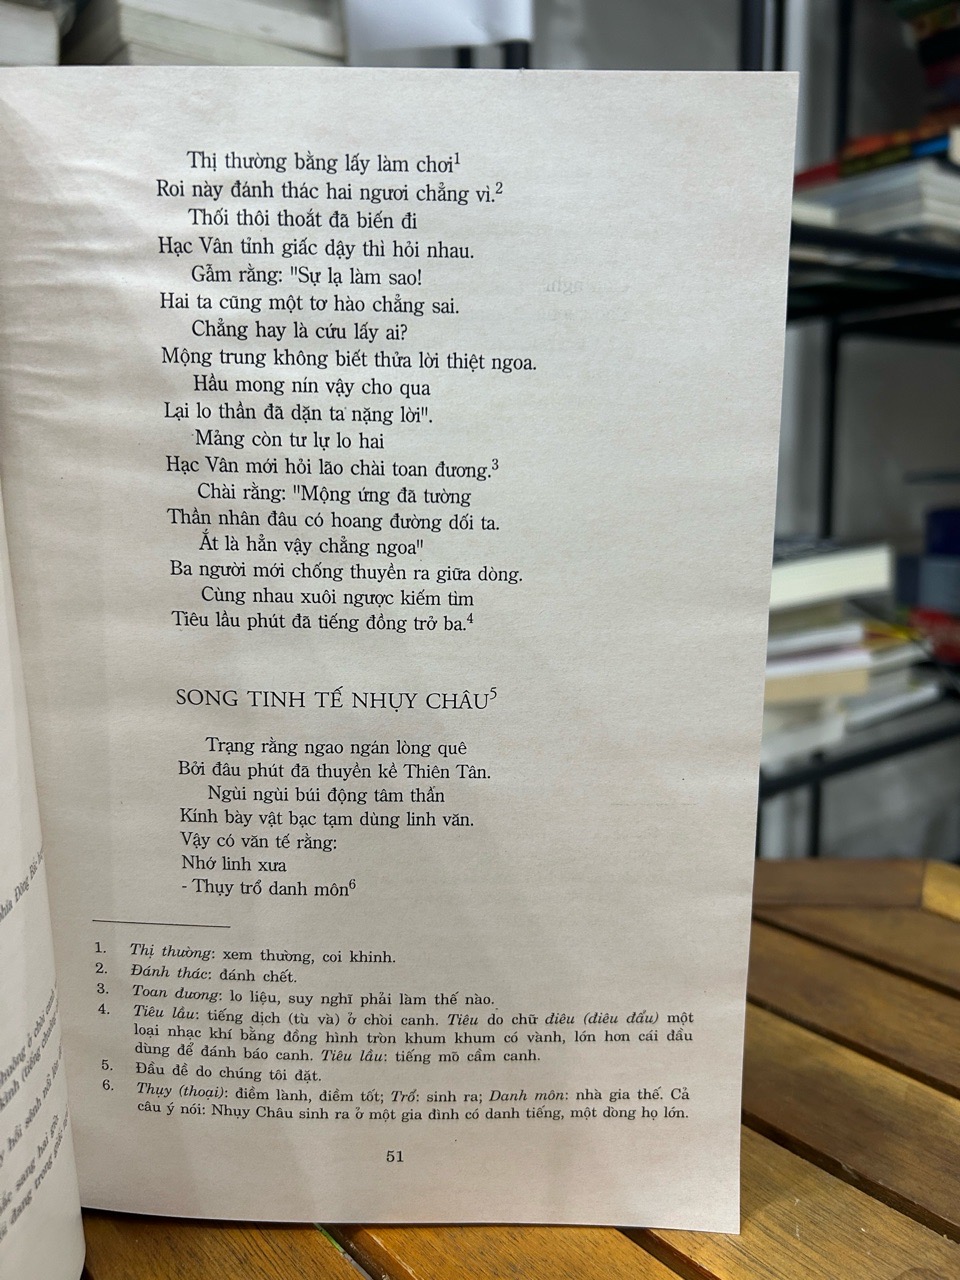 Thị thường bằng lấy làm chơi¹
Roi này đánh thác hai ngươi chẳng vì.²
Thối thôi thoắt đã biến đi
Hạc Vân tỉnh giấc dậy thì hỏi nhau.
Gẫm rằng: "Sự lạ làm sao!
Hai ta cũng một tơ hào chẳng sai.
Chẳng hay là cứu lấy ai?
Mộng trung không biết thửa lời thiệt ngoa.
Hầu mong nín vậy cho qua
Lại lo thần đã dặn ta nặng lời".
Mảng còn tư lự lo hai
Hạc Vân mới hỏi lão chài toan đương.³
Chài rằng: "Mộng ứng đã tường
Thần nhân đâu có hoang đường dối ta.
Ắt là hẳn vậy chẳng ngoa"
Ba người mới chống thuyền ra giữa dòng.
Cùng nhau xuôi ngược kiếm tìm
Tiêu lầu phút đã tiếng đồng trở ba.⁴
SONG TINH TẾ NHỤY CHÂU⁵
Trạng rằng ngao ngán lòng quê
Bởi đâu phút đã thuyền kề Thiên Tân.
Ngùi ngùi búi động tâm thần
Kính bày vật bạc tạm dùng linh văn.
Vậy có văn tế rằng:
Nhớ linh xưa
- Thụy trổ danh môn⁶
1. Thị thường: xem thường, coi khinh.
2. Đánh thác: đánh chết.
3. Toan đương: lo liệu, suy nghĩ phải làm thế nào.
4. Tiêu lầu: tiếng dịch (tù và) ở chòi canh. Tiêu do chữ điêu (điêu đẩu) một
loại nhạc khí bằng đồng hình tròn khum khum có vành, lớn hơn cái đầu
dùng để đánh báo canh. Tiêu lầu: tiếng mõ cầm canh.
5. Đầu đề do chúng tôi đặt.
6. Thụy (thoại): điềm lành, điềm tốt; Trổ: sinh ra; Danh môn: nhà gia thế. Cả
câu ý nói: Nhụy Châu sinh ra ở một gia đình có danh tiếng, một dòng họ lớn.
51